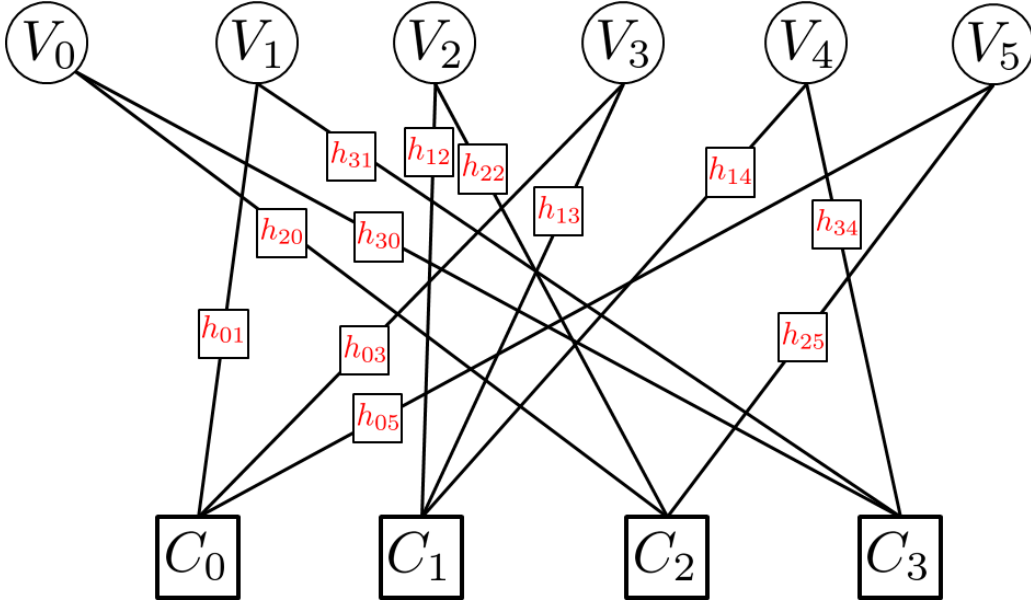 V₀ V₁ V₂ V₃ V₄ V₅
h₃₁ h₁₂ h₂₂ h₁₄
h₂₀ h₃₀ h₁₃ h₃₄
h₀₁ h₀₃ h₂₅
h₀₅
C₀ C₁ C₂ C₃